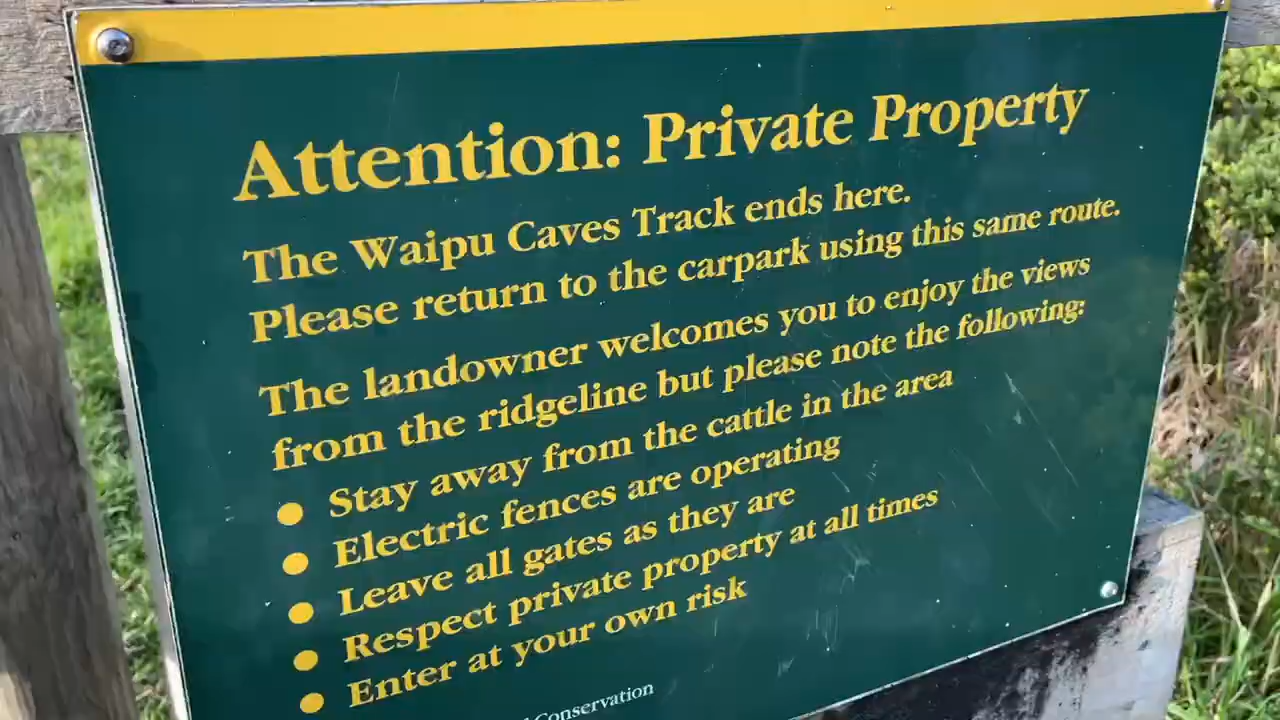 Attention: Private Property
The Waipu Caves Track ends here.
Please return to the carpark using this same route.
The landowner welcomes you to enjoy the views
from the ridgeline but please note the following:
• Stay away from the cattle in the area
• Electric fences are operating
• Leave all gates as they are
• Respect private property at all times
• Enter at your own risk
Conservation